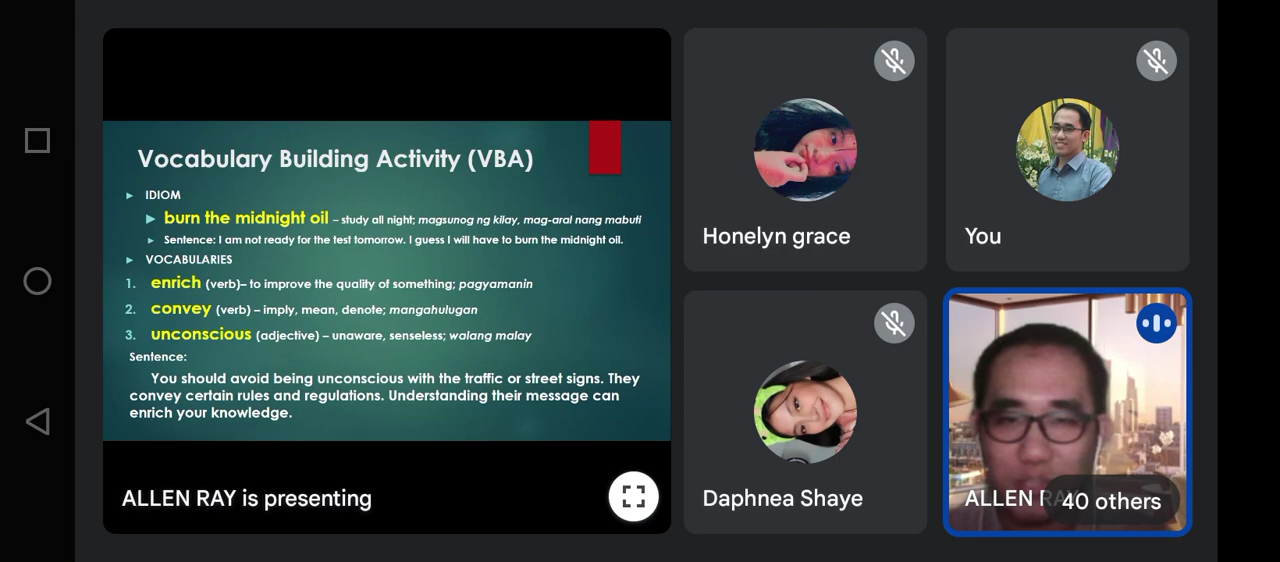 Vocabulary Building Activity (VBA)
IDIOM
burn the midnight oil – study all night; magsunog ng kilay, mag-aral nang mabuti
Sentence: I am not ready for the test tomorrow. I guess I will have to burn the midnight oil.
VOCABULARIES
1. enrich (verb)– to improve the quality of something; pagyamanin
2. convey (verb) – imply, mean, denote; mangahulugan
3. unconscious (adjective) – unaware, senseless; walang malay
Sentence:
You should avoid being unconscious with the traffic or street signs. They
convey certain rules and regulations. Understanding their message can
enrich your knowledge.
ALLEN RAY is presenting
Honelyn grace
You
Daphnea Shaye
ALLEN RA
40 others